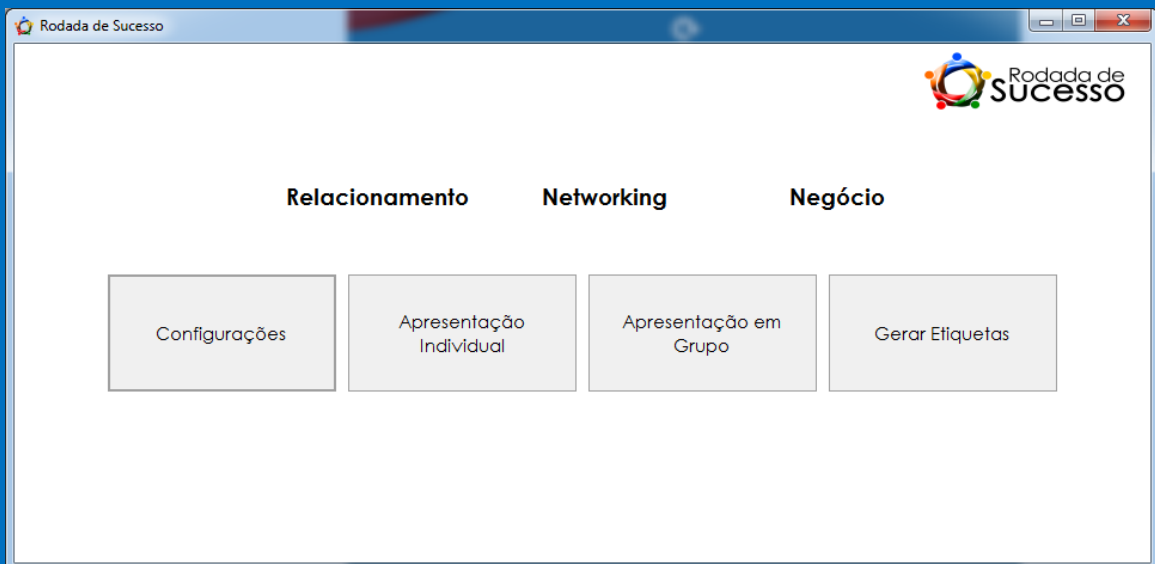 Rodada de Sucesso
Rodada de
Sucesso
Relacionamento Networking Negócio
Configurações
Apresentação
Individual
Apresentação em
Grupo
Gerar Etiquetas